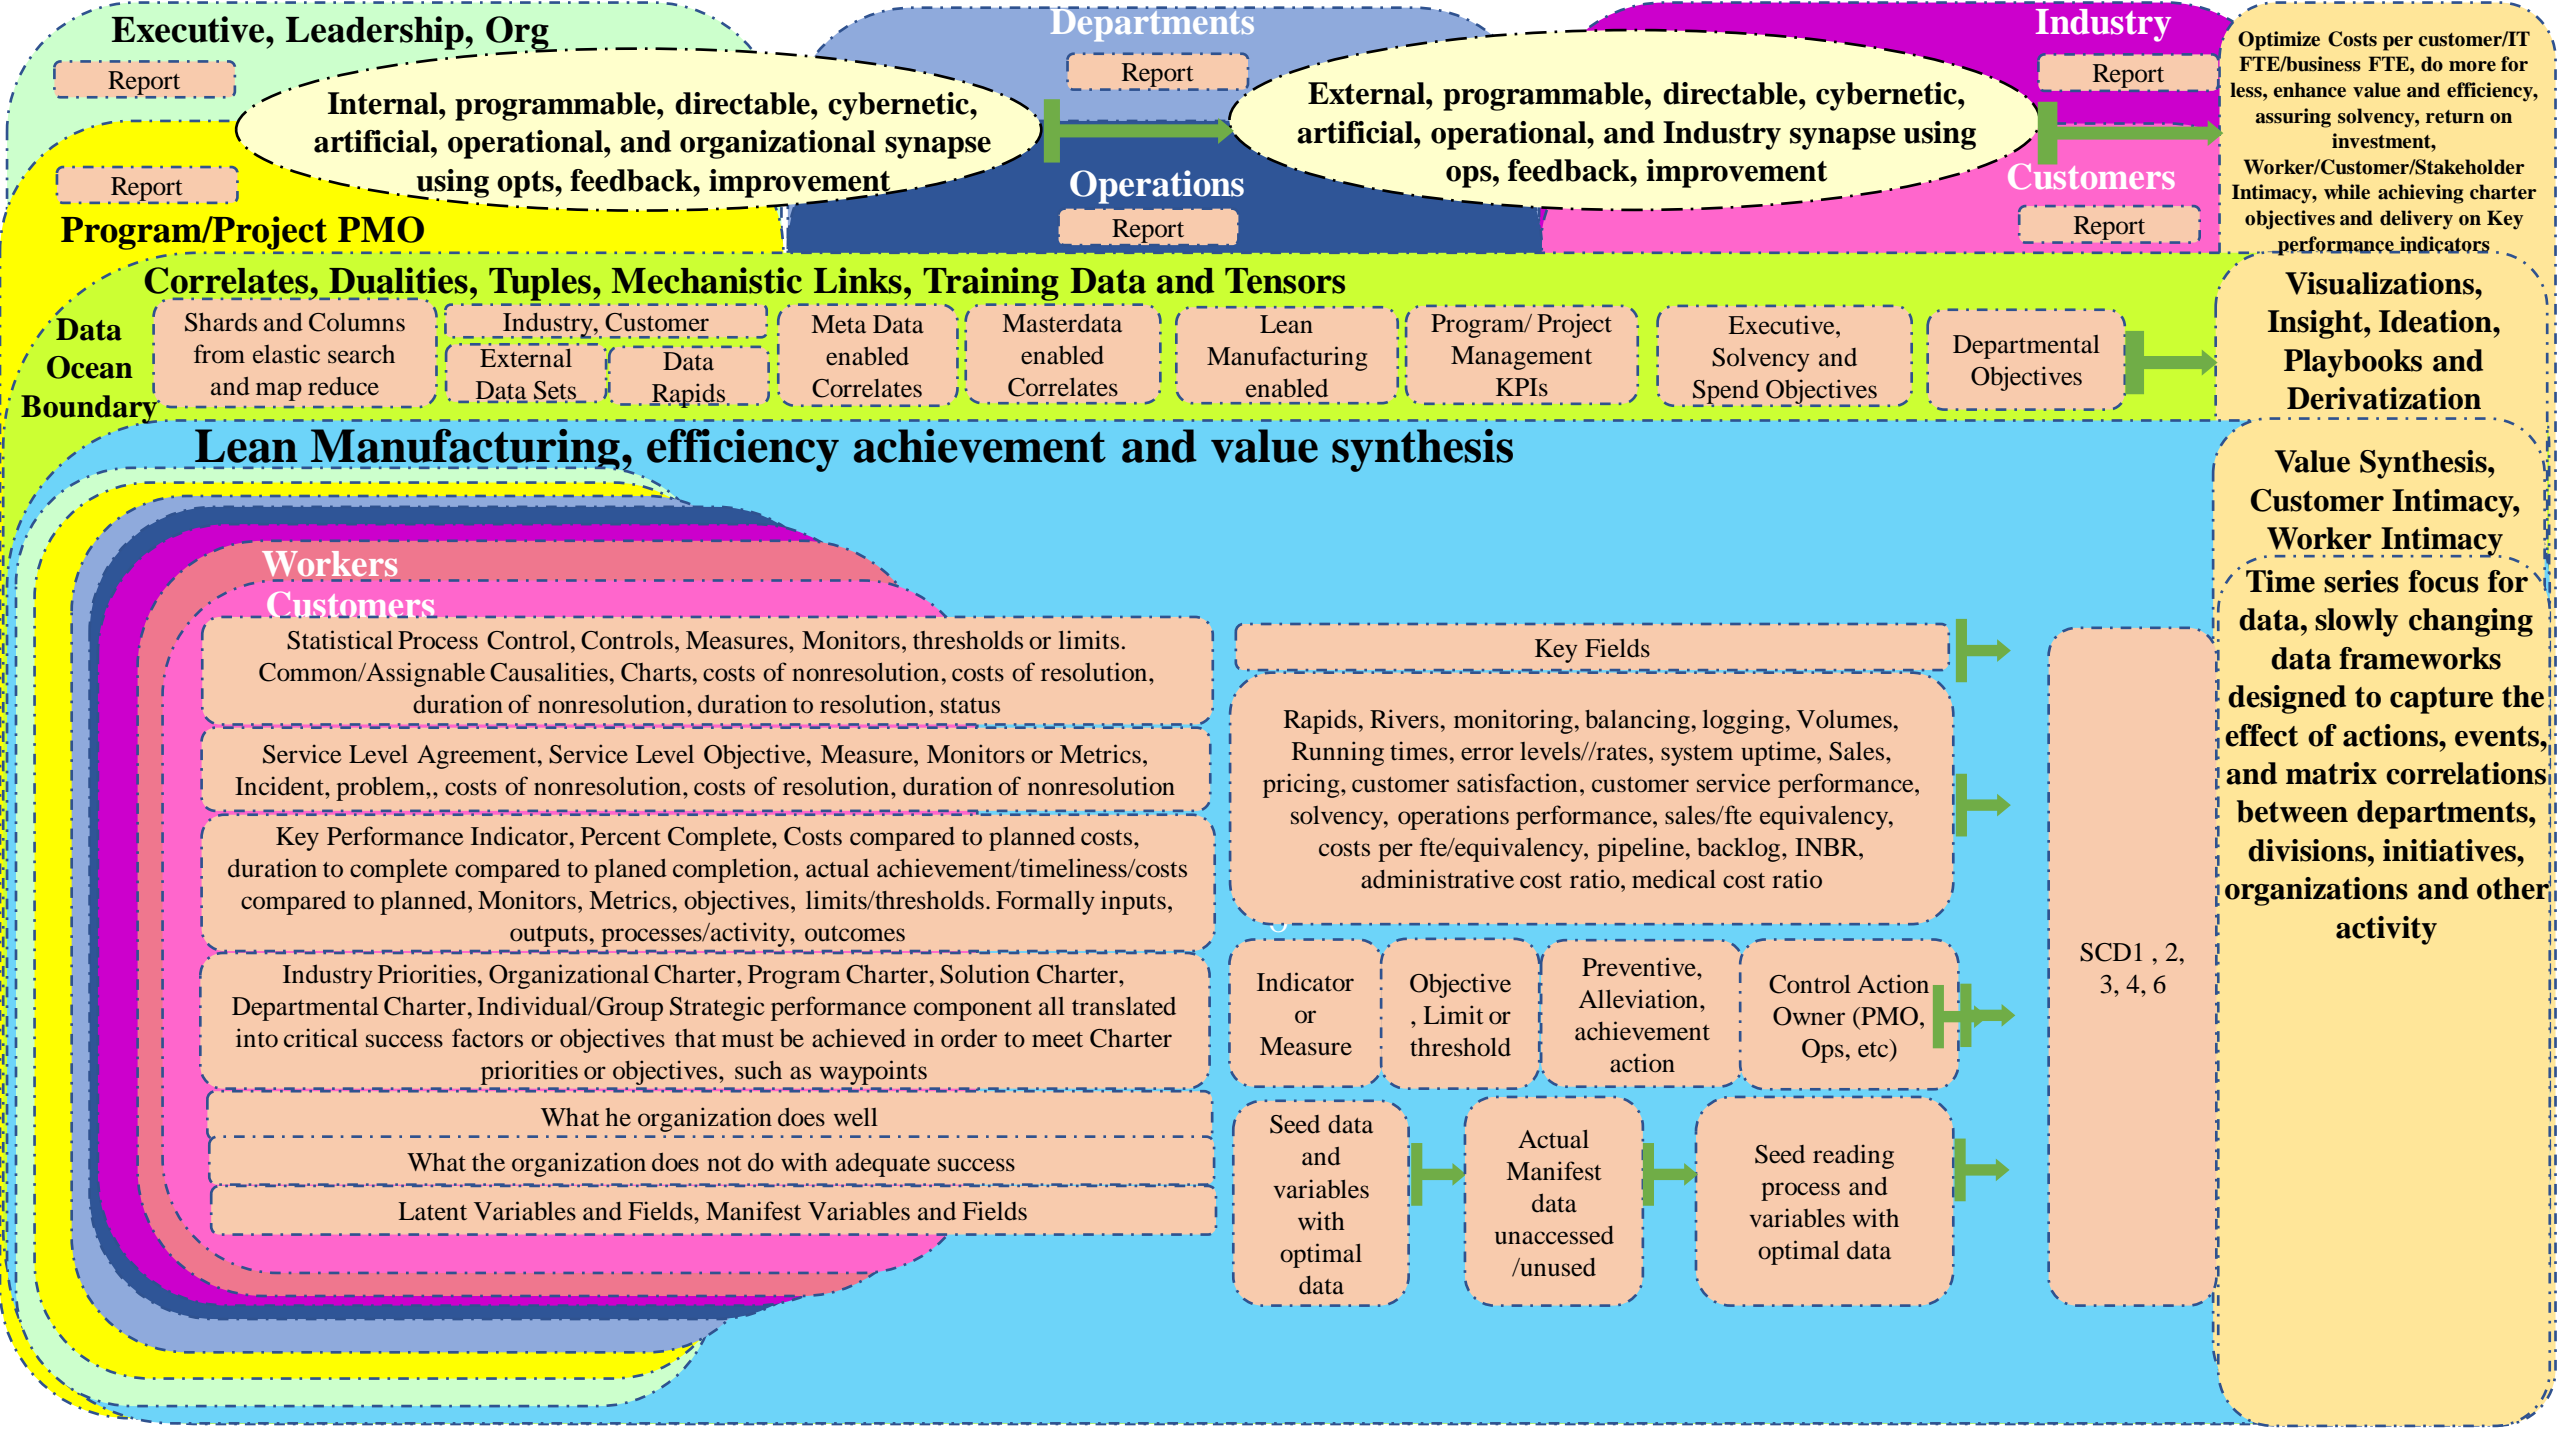 Executive, Leadership, Org
Report
Internal, programmable, directable, cybernetic,
artificial, operational, and organizational synapse
using opts, feedback, improvement
Report
Program/Project PMO
Departments
Report
Operations
Report
External, programmable, directable, cybernetic,
artificial, operational, and Industry synapse using
ops, feedback, improvement
Industry
Report
Customers
Report
Optimize Costs per customer/IT
FTE/business FTE, do more for
less, enhance value and efficiency,
assuring solvency, return on
investment,
Worker/Customer/Stakeholder
Intimacy, while achieving charter
objectives and delivery on Key
performance indicators
Correlates, Dualities, Tuples, Mechanistic Links, Training Data and Tensors
Data
Ocean
Boundary
Shards and Columns
from elastic search
and map reduce
Industry, Customer
External
Data Sets
Data
Rapids
Meta Data
enabled
Correlates
Masterdata
enabled
Correlates
Lean
Manufacturing
enabled
Program/ Project
Management
KPIs
Executive,
Solvency and
Spend Objectives
Departmental
Objectives
Visualizations,
Insight, Ideation,
Playbooks and
Derivatization
Lean Manufacturing, efficiency achievement and value synthesis
Value Synthesis,
Customer Intimacy,
Worker Intimacy
Workers
Customers
Statistical Process Control, Controls, Measures, Monitors, thresholds or limits.
Common/Assignable Causalities, Charts, costs of nonresolution, costs of resolution,
duration of nonresolution, duration to resolution, status
Service Level Agreement, Service Level Objective, Measure, Monitors or Metrics,
Incident, problem,, costs of nonresolution, costs of resolution, duration of nonresolution
Key Performance Indicator, Percent Complete, Costs compared to planned costs,
duration to complete compared to planed completion, actual achievement/timeliness/costs
compared to planned, Monitors, Metrics, objectives, limits/thresholds. Formally inputs,
outputs, processes/activity, outcomes
Industry Priorities, Organizational Charter, Program Charter, Solution Charter,
Departmental Charter, Individual/Group Strategic performance component all translated
into critical success factors or objectives that must be achieved in order to meet Charter
priorities or objectives, such as waypoints
What he organization does well
What the organization does not do with adequate success
Latent Variables and Fields, Manifest Variables and Fields
Key Fields
Rapids, Rivers, monitoring, balancing, logging, Volumes,
Running times, error levels//rates, system uptime, Sales,
pricing, customer satisfaction, customer service performance,
solvency, operations performance, sales/fte equivalency,
costs per fte/equivalency, pipeline, backlog, INBR,
administrative cost ratio, medical cost ratio
Indicator
or
Measure
Objective
, Limit or
threshold
Preventive,
Alleviation,
achievement
action
Control Action
Owner (PMO,
Ops, etc)
Seed data
and
variables
with
optimal
data
Actual
Manifest
data
unaccessed
/unused
Seed reading
process and
variables with
optimal data
SCD1 , 2,
3, 4, 6
Time series focus for
data, slowly changing
data frameworks
designed to capture the
effect of actions, events,
and matrix correlations
between departments,
divisions, initiatives,
organizations and other
activity